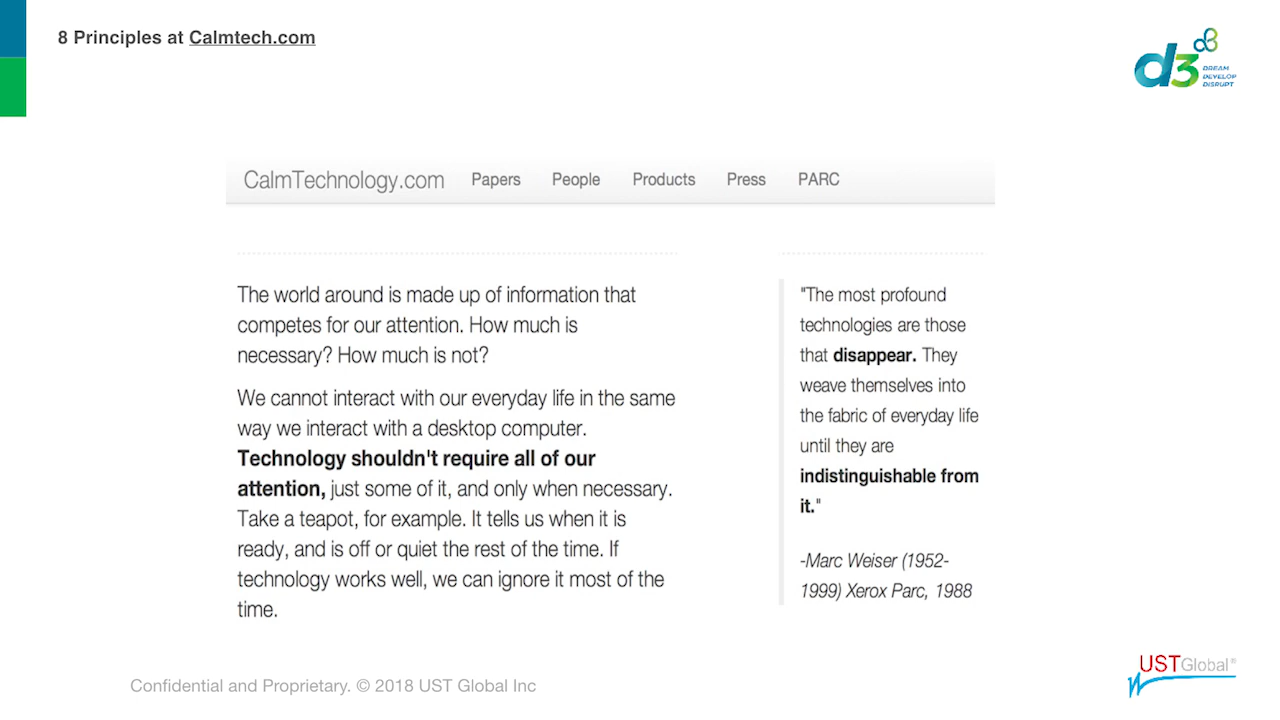 8 Principles at Calmtech.com
d3
DREAM
DEVELOP
DISRUPT
CalmTechnology.com Papers People Products Press PARC
The world around is made up of information that
competes for our attention. How much is
necessary? How much is not?
We cannot interact with our everyday life in the same
way we interact with a desktop computer.
Technology shouldn't require all of our
attention, just some of it, and only when necessary.
Take a teapot, for example. It tells us when it is
ready, and is off or quiet the rest of the time. If
technology works well, we can ignore it most of the
time.
"The most profound
technologies are those
that disappear. They
weave themselves into
the fabric of everyday life
until they are
indistinguishable from
it."
-Marc Weiser (1952-
1999) Xerox Parc, 1988
Confidential and Proprietary. © 2018 UST Global Inc
USTGlobal®